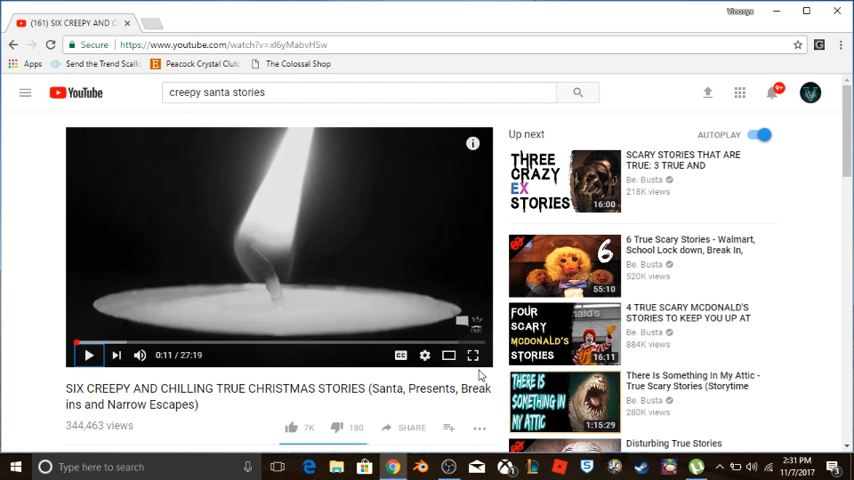 Vinonyx
(161) SIX CREEPY AND C
Secure
https://www.youtube.com/watch?v=xl6yMabvHSw
Apps
Send the Trend Scallo
Peacock Crystal Clutc
The Colossal Shop
YouTube
creepy santa stories
9+
Up next
AUTOPLAY
THREE
CRAZY
EX
STORIES
16:00
SCARY STORIES THAT ARE
TRUE: 3 TRUE AND
Be. Busta
218K views
6
55:10
6 True Scary Stories - Walmart,
School Lock down, Break In,
Be. Busta
520K views
FOUR
SCARY
MCDONALD'S
STORIES
16:11
4 TRUE SCARY MCDONALD'S
STORIES TO KEEP YOU UP AT
Be. Busta
884K views
THERE IS
SOMETHING
IN MY
ATTIC
1:15:29
There Is Something In My Attic -
True Scary Stories (Storytime
Be. Busta
280K views
Disturbing True Stories
0:11 / 27:19
CC
SIX CREEPY AND CHILLING TRUE CHRISTMAS STORIES (Santa, Presents, Break
ins and Narrow Escapes)
344,463 views
7K
180
SHARE
Type here to search
2:31 PM
11/7/2017